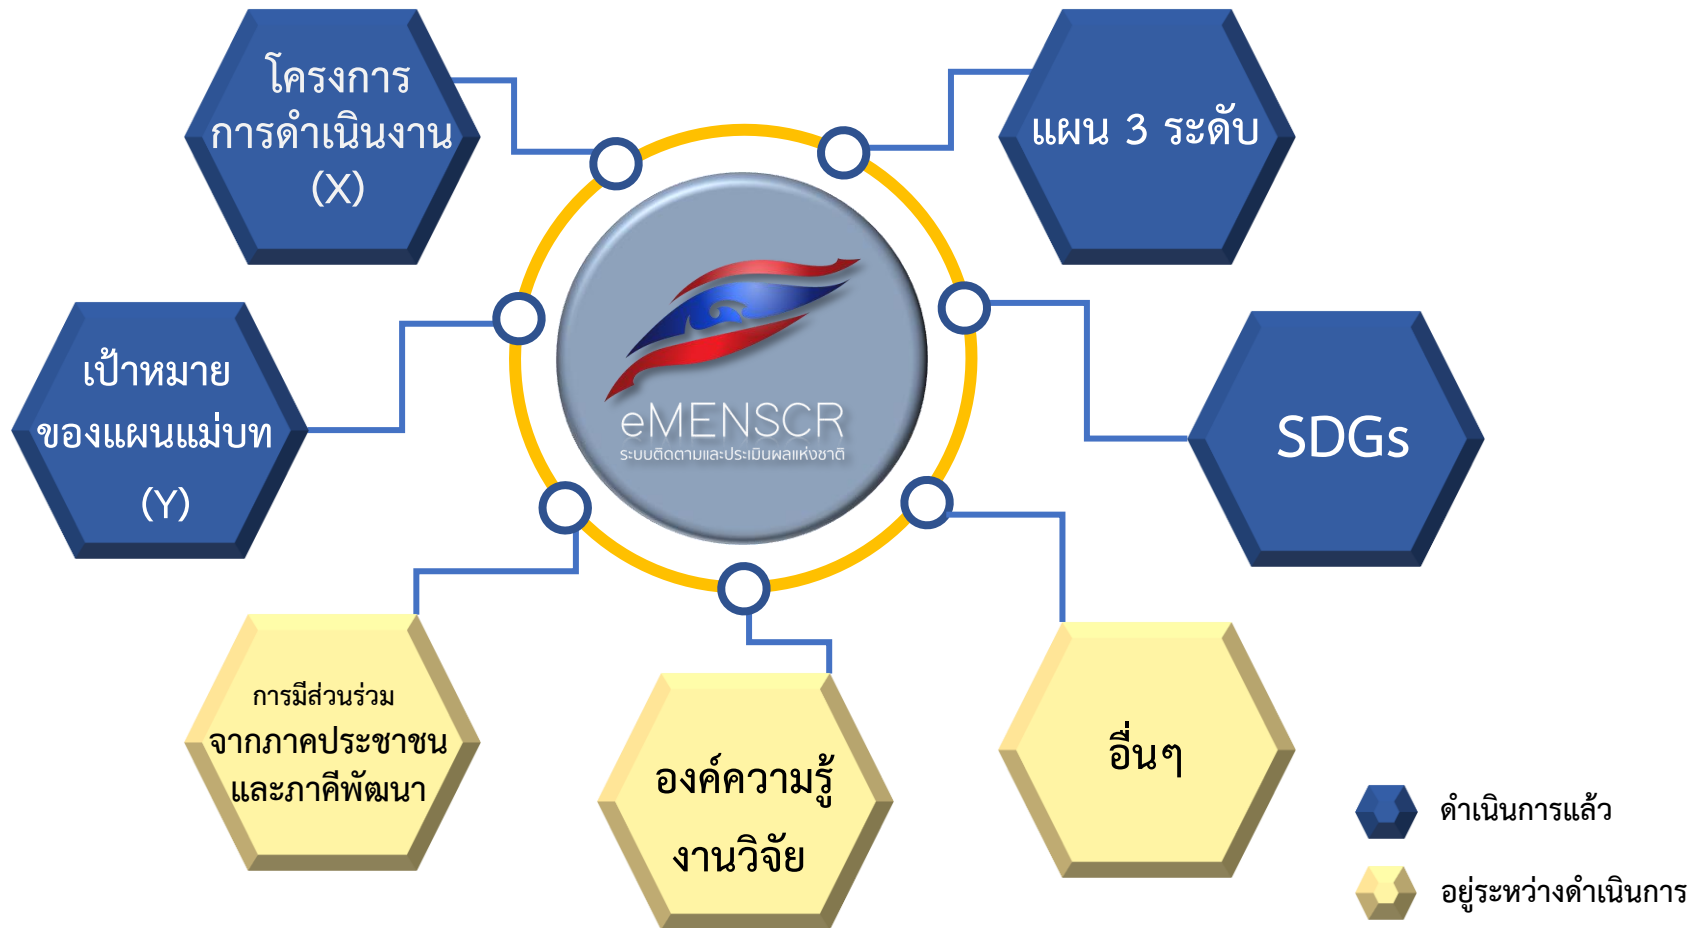 โครงการ
การดำเนินงาน
(X)
แผน 3 ระดับ
เป้าหมาย
ของแผนแม่บท
(Y)
eMENSCR
ระบบติดตามและประเมินผลแห่งชาติ
SDGs
การมีส่วนร่วม
จากภาคประชาชน
และภาคีพัฒนา
องค์ความรู้
งานวิจัย
อื่นๆ
ดำเนินการแล้ว
อยู่ระหว่างดำเนินการ